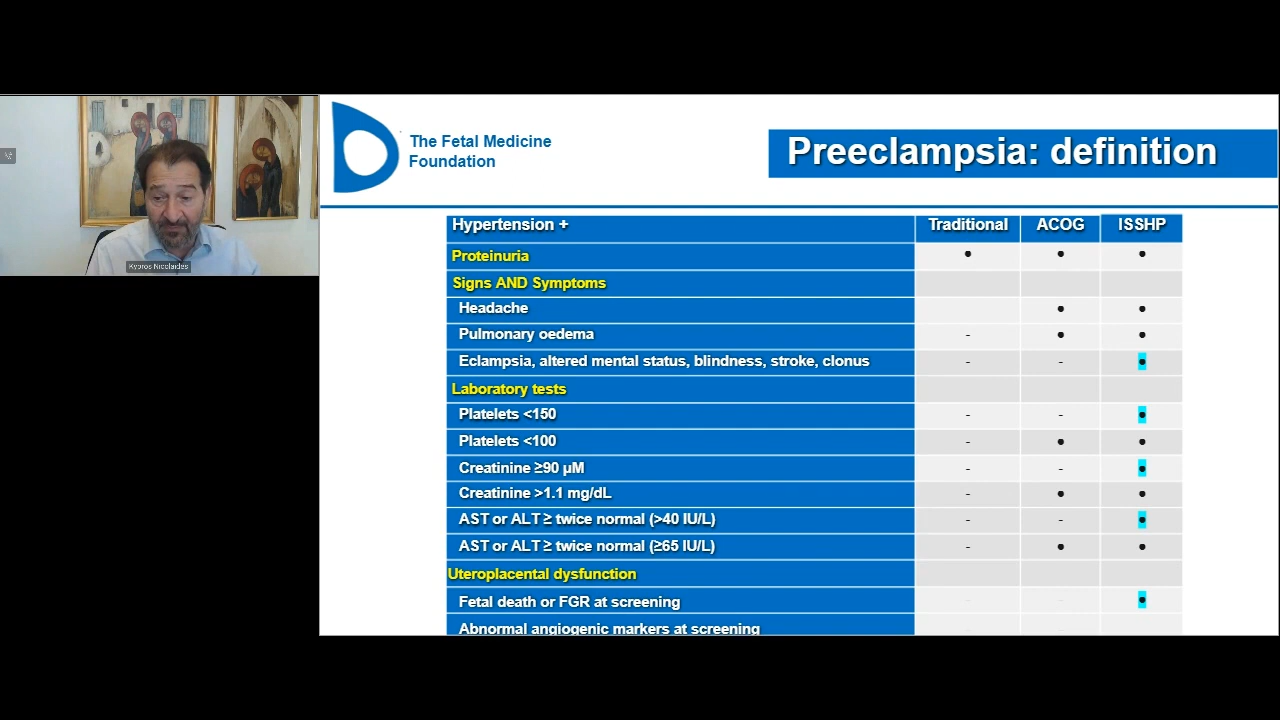 The Fetal Medicine
Foundation
Preeclampsia: definition
Kypros Nicolaides
Hypertension + Traditional ACOG ISSHP
Proteinuria • • •
Signs AND Symptoms
Headache • •
Pulmonary oedema - • •
Eclampsia, altered mental status, blindness, stroke, clonus - - •
Laboratory tests
Platelets <150 - - •
Platelets <100 - • •
Creatinine ≥90 µM - - •
Creatinine >1.1 mg/dL - • •
AST or ALT ≥ twice normal (>40 IU/L) - - •
AST or ALT ≥ twice normal (≥65 IU/L) - • •
Uteroplacental dysfunction
Fetal death or FGR at screening - - •
Abnormal angiogenic markers at screening - -